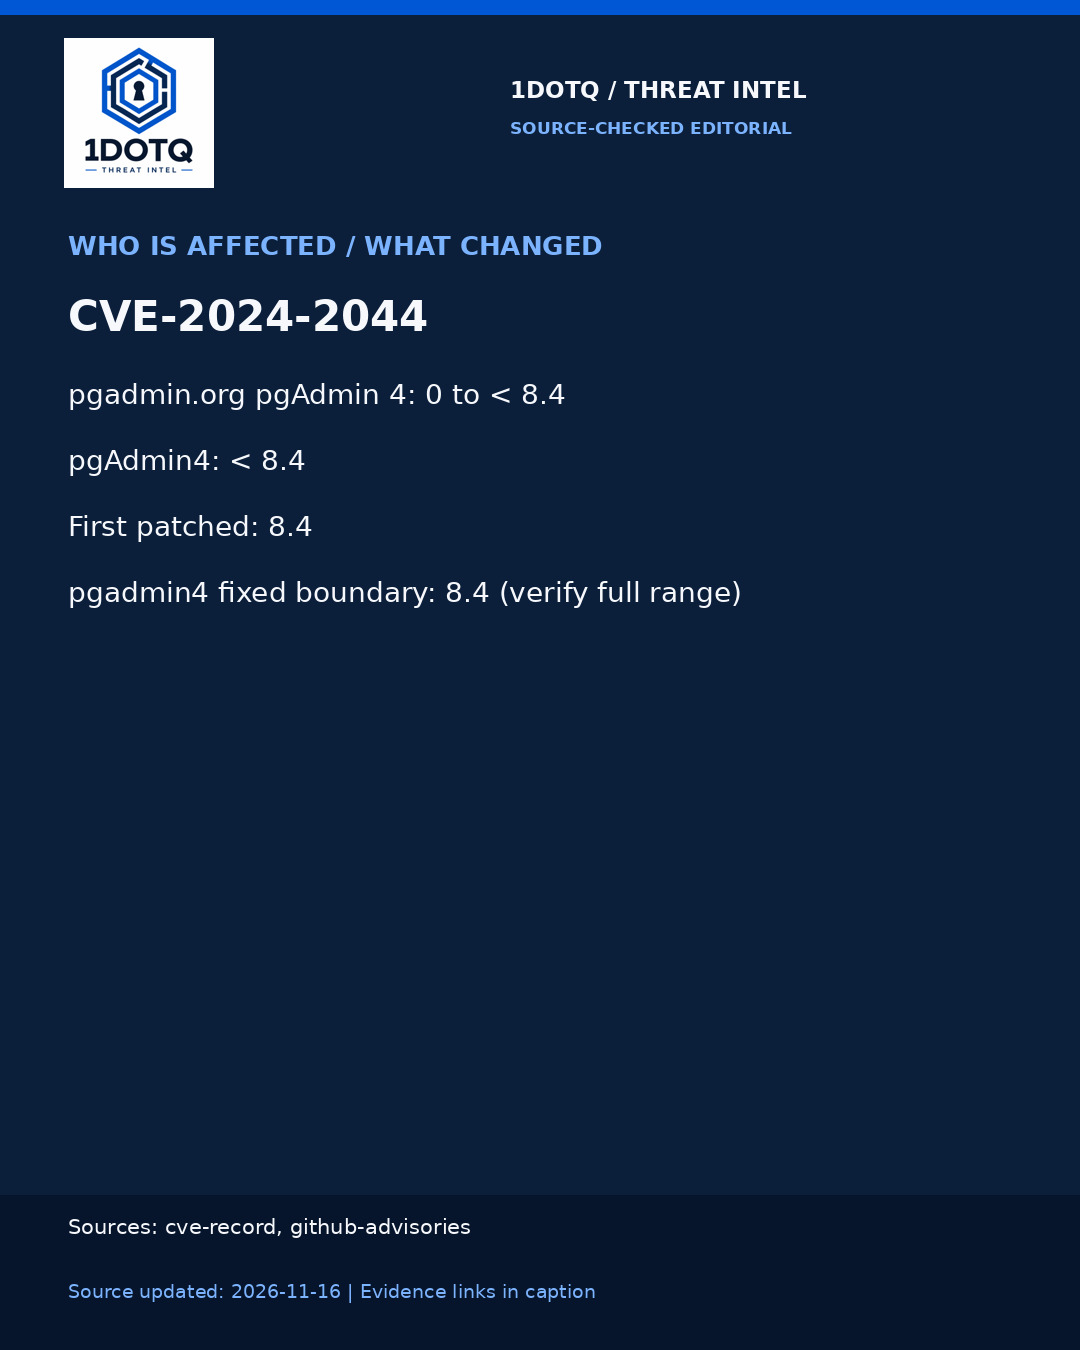 1DOTQ
THREAT INTEL
1DOTQ / THREAT INTEL
SOURCE-CHECKED EDITORIAL
WHO IS AFFECTED / WHAT CHANGED
CVE-2024-2044
pgadmin.org pgAdmin 4: 0 to < 8.4
pgAdmin4: < 8.4
First patched: 8.4
pgadmin4 fixed boundary: 8.4 (verify full range)
Sources: cve-record, github-advisories
Source updated: 2026-11-16 | Evidence links in caption